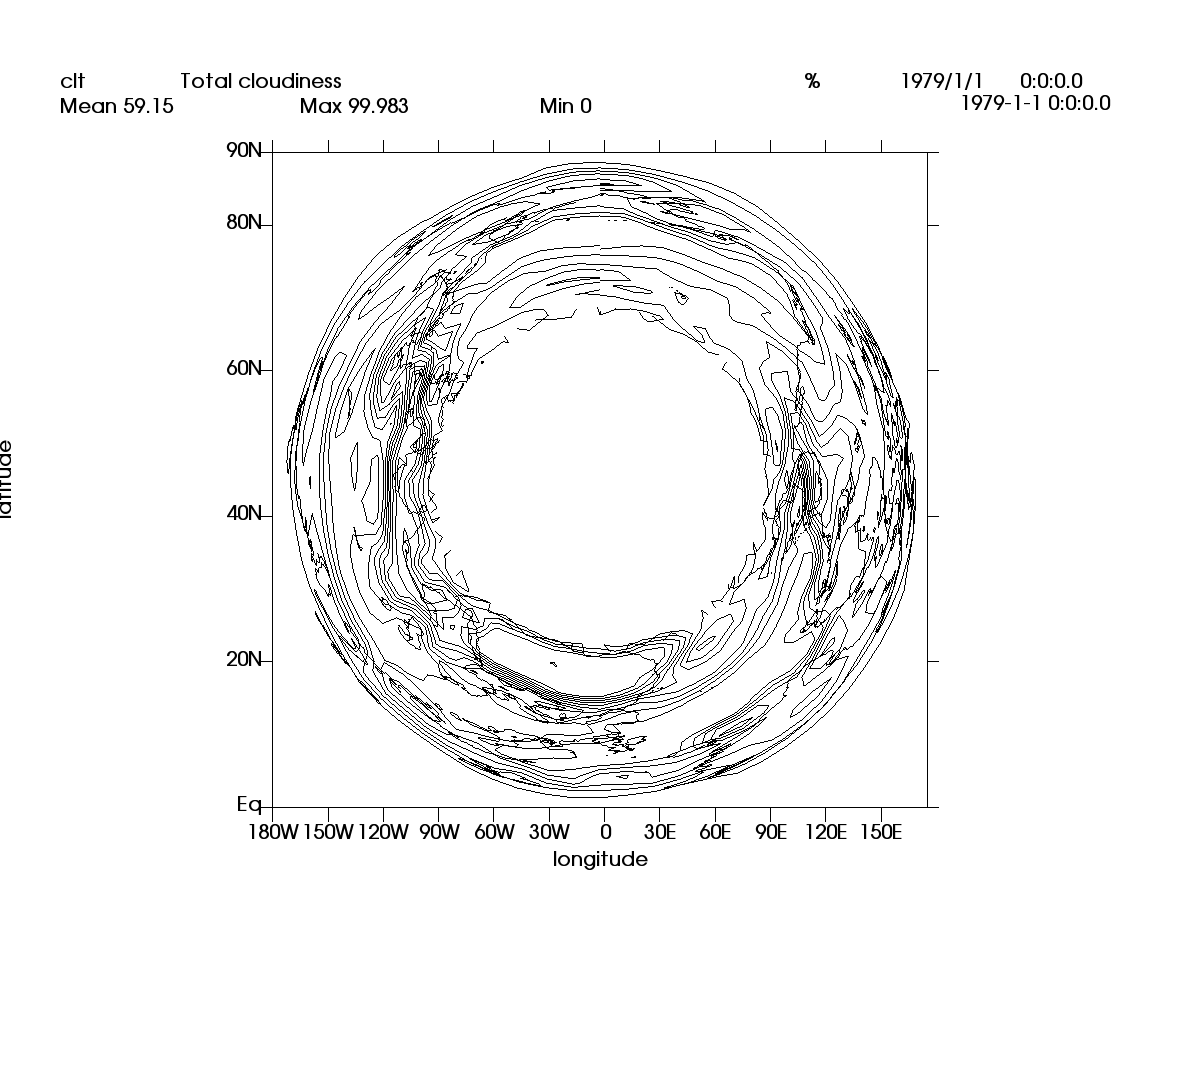 clt Total cloudiness % 1979/1/1 0:0:0.0
Mean 59.15 Max 99.983 Min 0 1979-1-1 0:0:0.0
90N
80N
60N
latitude
40N
20N
Eq
180W 150W 120W 90W 60W 30W 0 30E 60E 90E 120E 150E
longitude